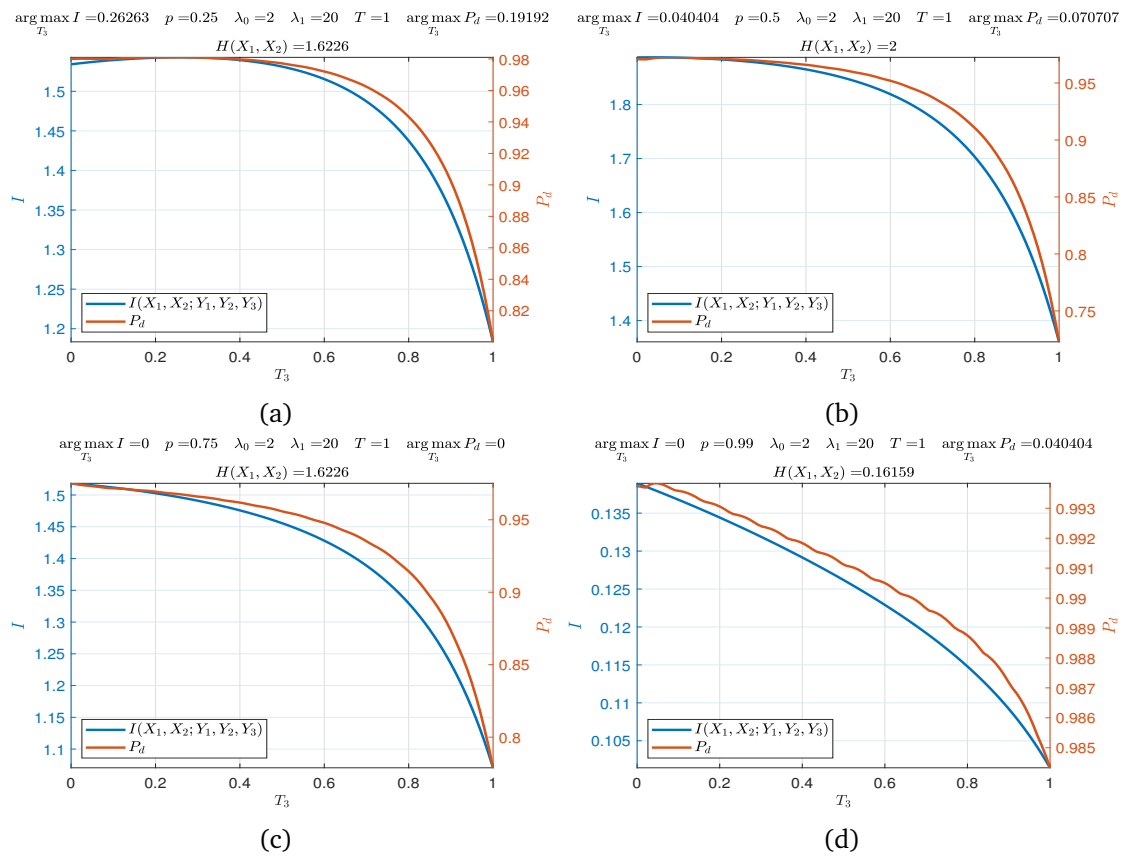 arg max I =0.26263 p =0.25 λ₀ =2 λ₁ =20 T =1 arg max P_d =0.19192
T₃ T₃
H(X₁, X₂) =1.6226
1.5
1.45
1.4
1.35
1.3
1.25
1.2
I
0.98
0.96
0.94
0.92
0.9
0.88
0.86
0.84
0.82
P_d
I(X₁, X₂; Y₁, Y₂, Y₃)
P_d
0 0.2 0.4 0.6 0.8 1
T₃
(a)
arg max I =0.040404 p =0.5 λ₀ =2 λ₁ =20 T =1 arg max P_d =0.070707
T₃ T₃
H(X₁, X₂) =2
1.8
1.7
1.6
1.5
1.4
I
0.95
0.9
0.85
0.8
0.75
P_d
I(X₁, X₂; Y₁, Y₂, Y₃)
P_d
0 0.2 0.4 0.6 0.8 1
T₃
(b)
arg max I =0 p =0.75 λ₀ =2 λ₁ =20 T =1 arg max P_d =0
T₃ T₃
H(X₁, X₂) =1.6226
1.5
1.45
1.4
1.35
1.3
1.25
1.2
1.15
1.1
I
0.95
0.9
0.85
0.8
P_d
I(X₁, X₂; Y₁, Y₂, Y₃)
P_d
0 0.2 0.4 0.6 0.8 1
T₃
(c)
arg max I =0 p =0.99 λ₀ =2 λ₁ =20 T =1 arg max P_d =0.040404
T₃ T₃
H(X₁, X₂) =0.16159
0.135
0.13
0.125
0.12
0.115
0.11
0.105
I
0.993
0.992
0.991
0.99
0.989
0.988
0.987
0.986
0.985
P_d
I(X₁, X₂; Y₁, Y₂, Y₃)
P_d
0 0.2 0.4 0.6 0.8 1
T₃
(d)